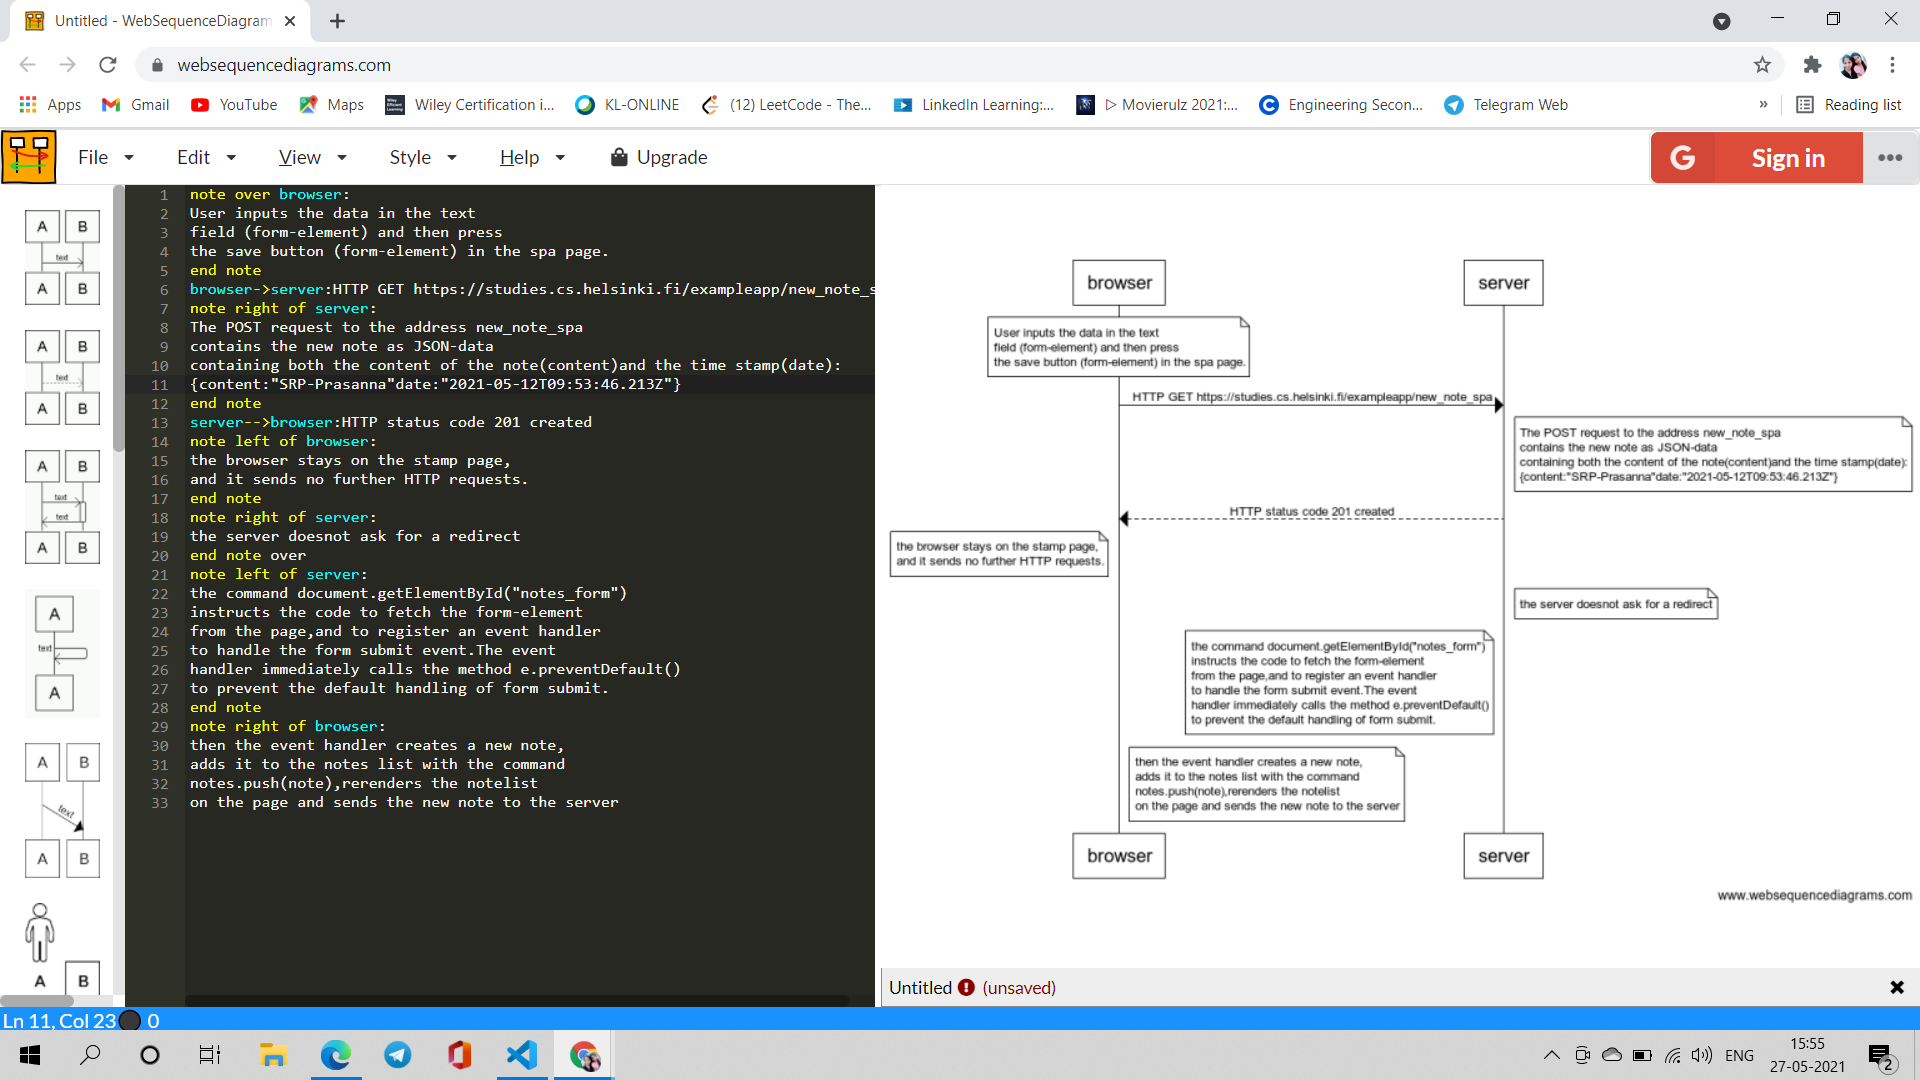 Untitled - WebSequenceDiagram
websequencediagrams.com
Apps
Gmail
YouTube
Maps
Wiley Certification i...
KL-ONLINE
(12) LeetCode - The...
LinkedIn Learning:...
Movierulz 2021:...
Engineering Secon...
Telegram Web
»
Reading list
File
Edit
View
Style
Help
Upgrade
G
Sign in
A B
text
A B
A B
text
A B
A B
text
text
A B
A
text
A
A B
text
A B
A B
1 note over browser:
2 User inputs the data in the text
3 field (form-element) and then press
4 the save button (form-element) in the spa page.
5 end note
6 browser->server:HTTP GET https://studies.cs.helsinki.fi/exampleapp/new_note_s
7 note right of server:
8 The POST request to the address new_note_spa
9 contains the new note as JSON-data
10 containing both the content of the note(content)and the time stamp(date):
11 {content:"SRP-Prasanna"date:"2021-05-12T09:53:46.213Z"}
12 end note
13 server-->browser:HTTP status code 201 created
14 note left of browser:
15 the browser stays on the stamp page,
16 and it sends no further HTTP requests.
17 end note
18 note right of server:
19 the server doesnot ask for a redirect
20 end note over
21 note left of server:
22 the command document.getElementById("notes_form")
23 instructs the code to fetch the form-element
24 from the page,and to register an event handler
25 to handle the form submit event.The event
26 handler immediately calls the method e.preventDefault()
27 to prevent the default handling of form submit.
28 end note
29 note right of browser:
30 then the event handler creates a new note,
31 adds it to the notes list with the command
32 notes.push(note),rerenders the notelist
33 on the page and sends the new note to the server
browser
server
User inputs the data in the text
field (form-element) and then press
the save button (form-element) in the spa page.
HTTP GET https://studies.cs.helsinki.fi/exampleapp/new_note_spa
The POST request to the address new_note_spa
contains the new note as JSON-data
containing both the content of the note(content)and the time stamp(date):
{content:"SRP-Prasanna"date:"2021-05-12T09:53:46.213Z"}
HTTP status code 201 created
the browser stays on the stamp page,
and it sends no further HTTP requests.
the server doesnot ask for a redirect
the command document.getElementById("notes_form")
instructs the code to fetch the form-element
from the page,and to register an event handler
to handle the form submit event.The event
handler immediately calls the method e.preventDefault()
to prevent the default handling of form submit.
then the event handler creates a new note,
adds it to the notes list with the command
notes.push(note),rerenders the notelist
on the page and sends the new note to the server
browser
server
www.websequencediagrams.com
Untitled (unsaved)
Ln 11, Col 23 0
ENG
15:55
27-05-2021
2